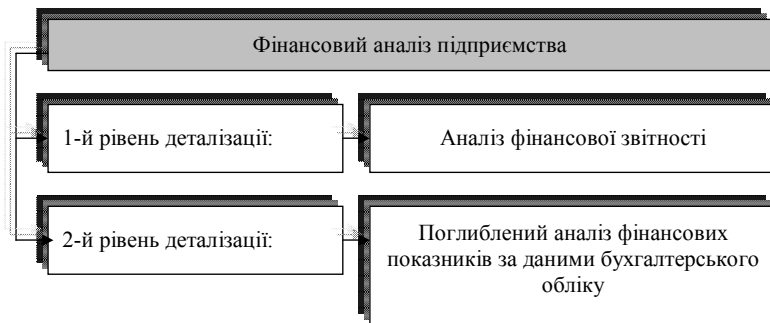 Фінансовий аналіз підприємства
1-й рівень деталізації:
Аналіз фінансової звітності
2-й рівень деталізації:
Поглиблений аналіз фінансових
показників за даними бухгалтерського
обліку